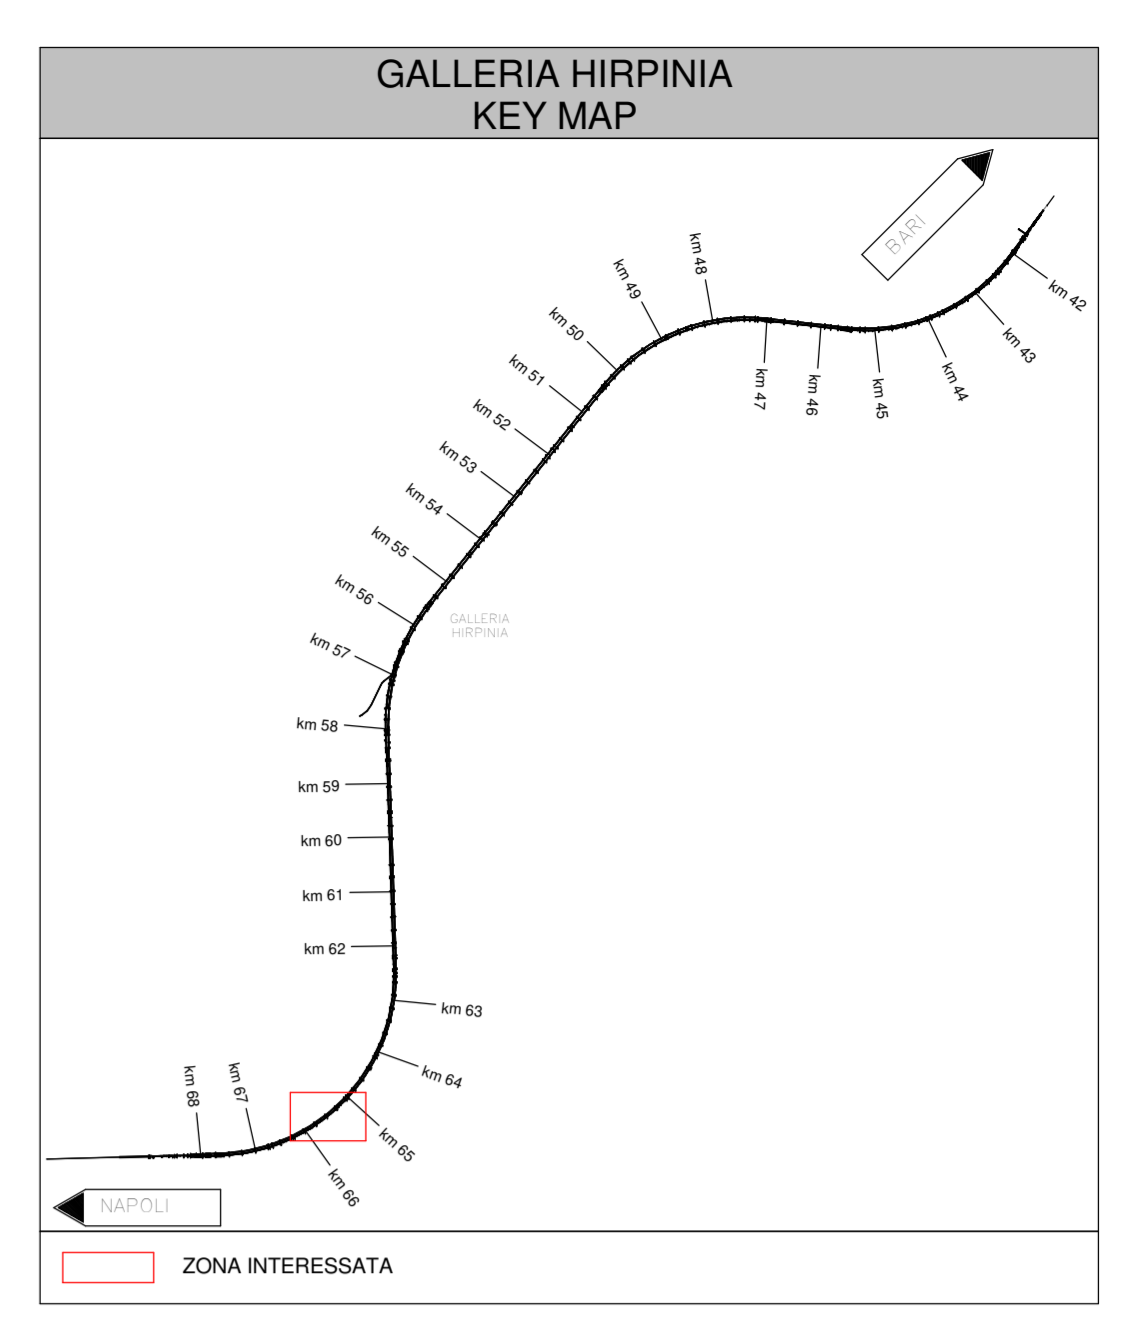 GALLERIA HIRPINIA
KEY MAP
BARI
km 42
km 43
km 44
km 45
km 46
km 47
km 48
km 49
km 50
km 51
km 52
km 53
km 54
km 55
km 56
GALLERIA
HIRPINIA
km 57
km 58
km 59
km 60
km 61
km 62
km 63
km 64
km 65
km 66
km 67
km 68
NAPOLI
ZONA INTERESSATA